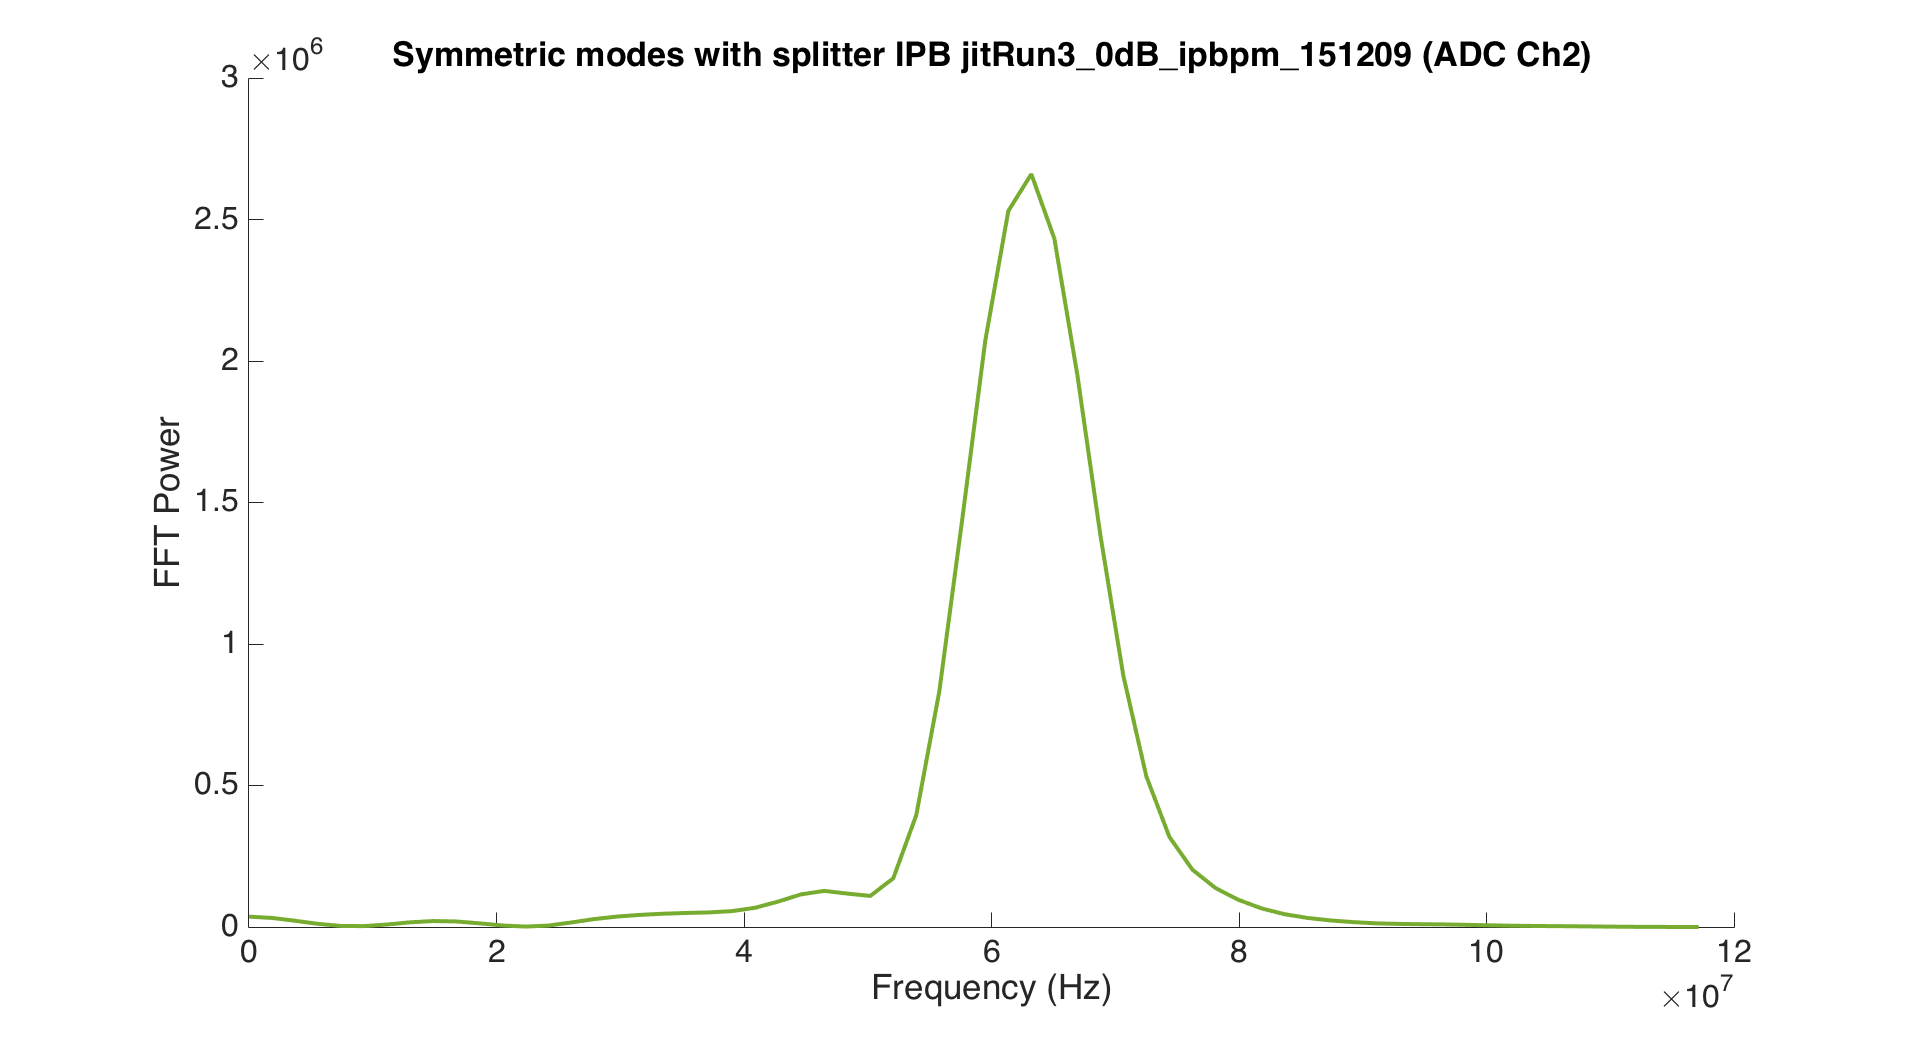 Symmetric modes with splitter IPB jitRun3_0dB_ipbpm_151209 (ADC Ch2)
×10^6
3
2.5
2
1.5
1
0.5
0
FFT Power
0 2 4 6 8 10 12
Frequency (Hz)
×10^7